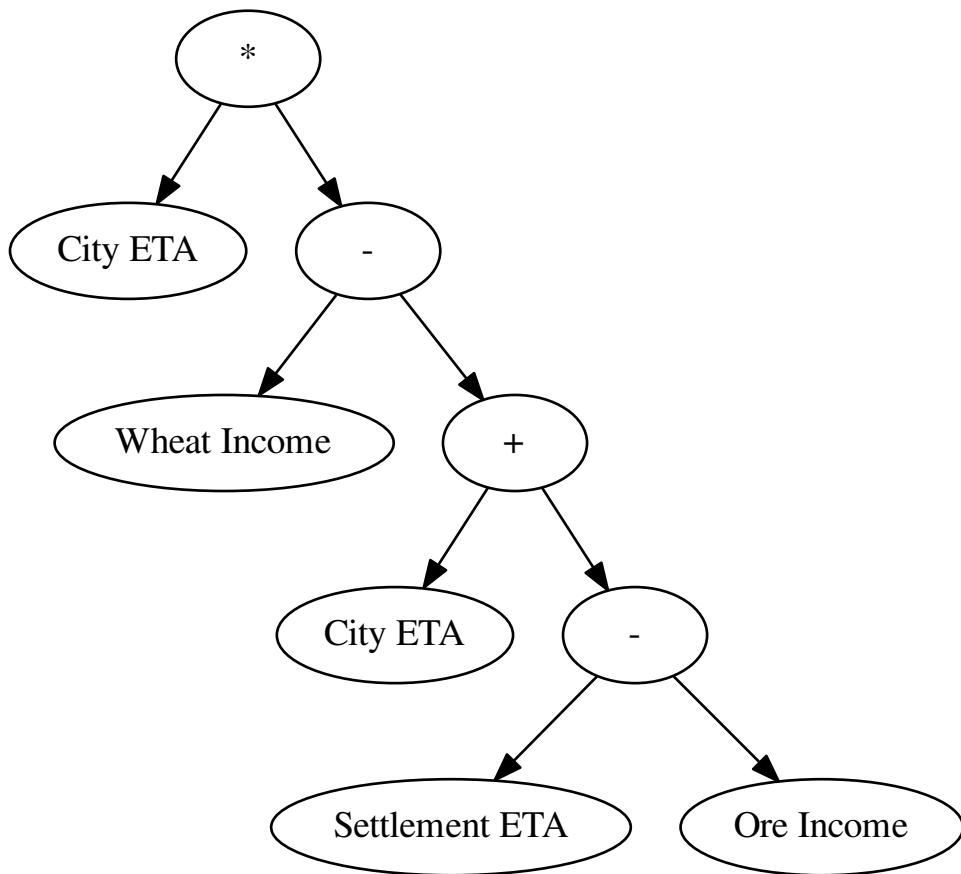 *
City ETA
-
Wheat Income
+
City ETA
-
Settlement ETA
Ore Income